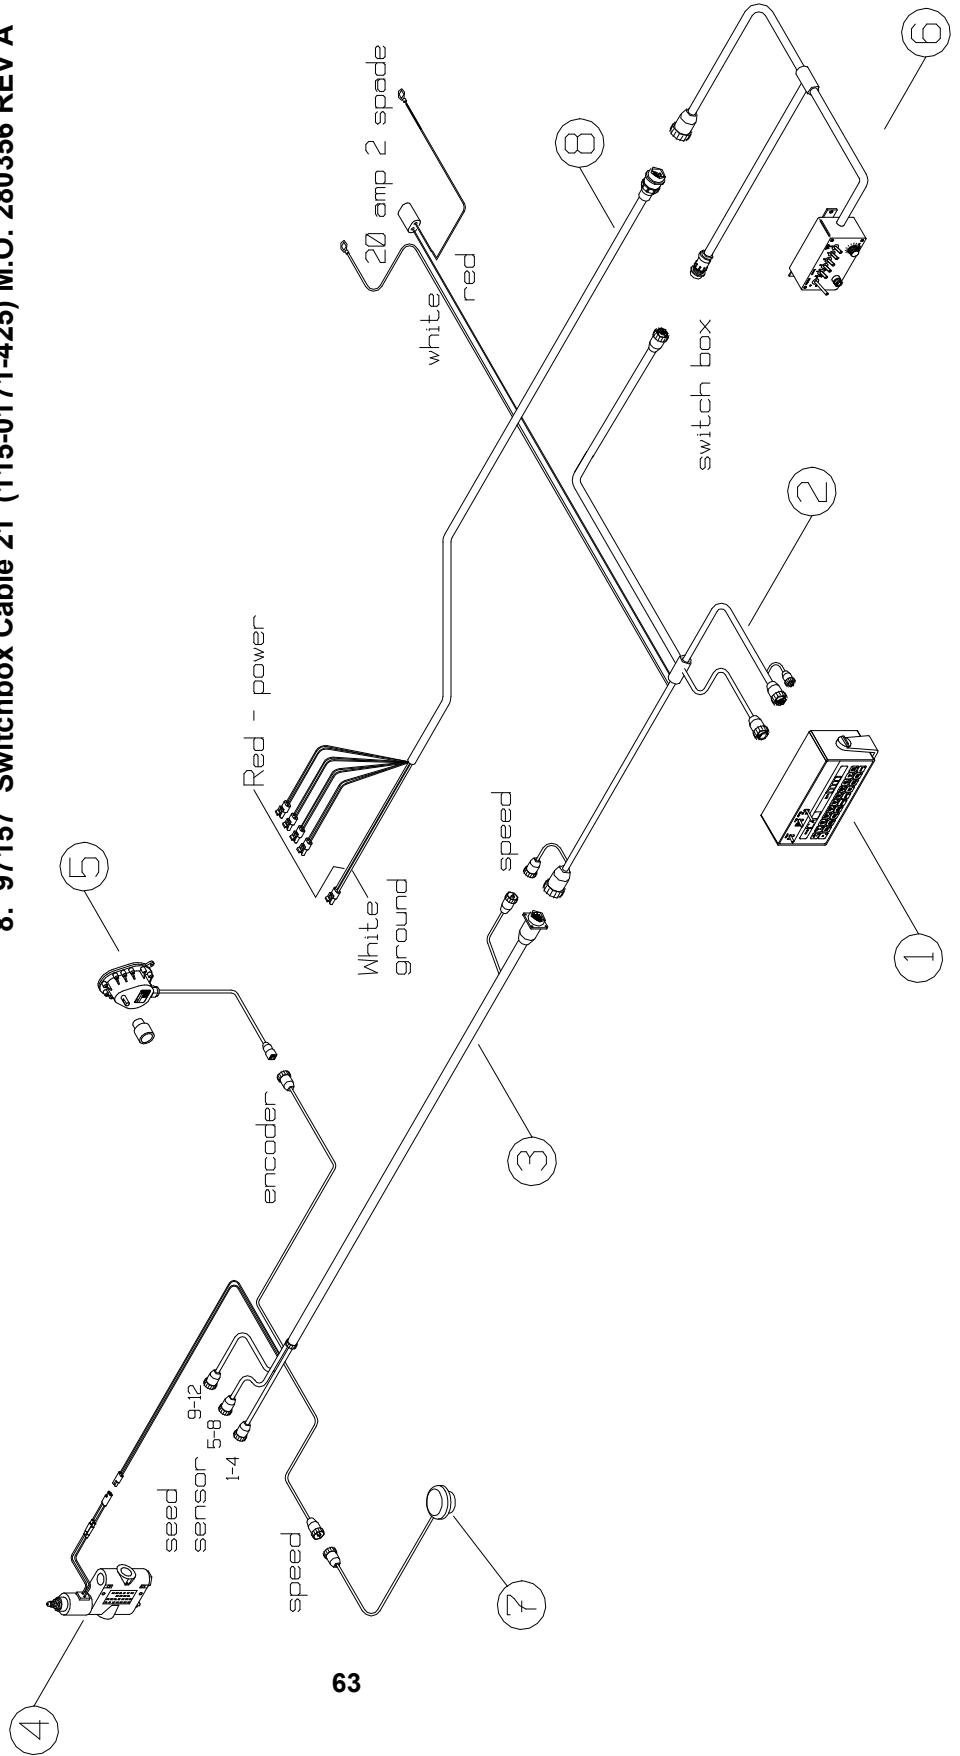 8.  97157  Switchbox Cable 21' (115-0171-425) M.O. 280356 REV A
5
Red - power
White
ground
20 amp 2 spade
white
red
8
6
switch box
2
speed
1
encoder
3
seed
sensor
9-12
5-8
1-4
speed
7
4
63